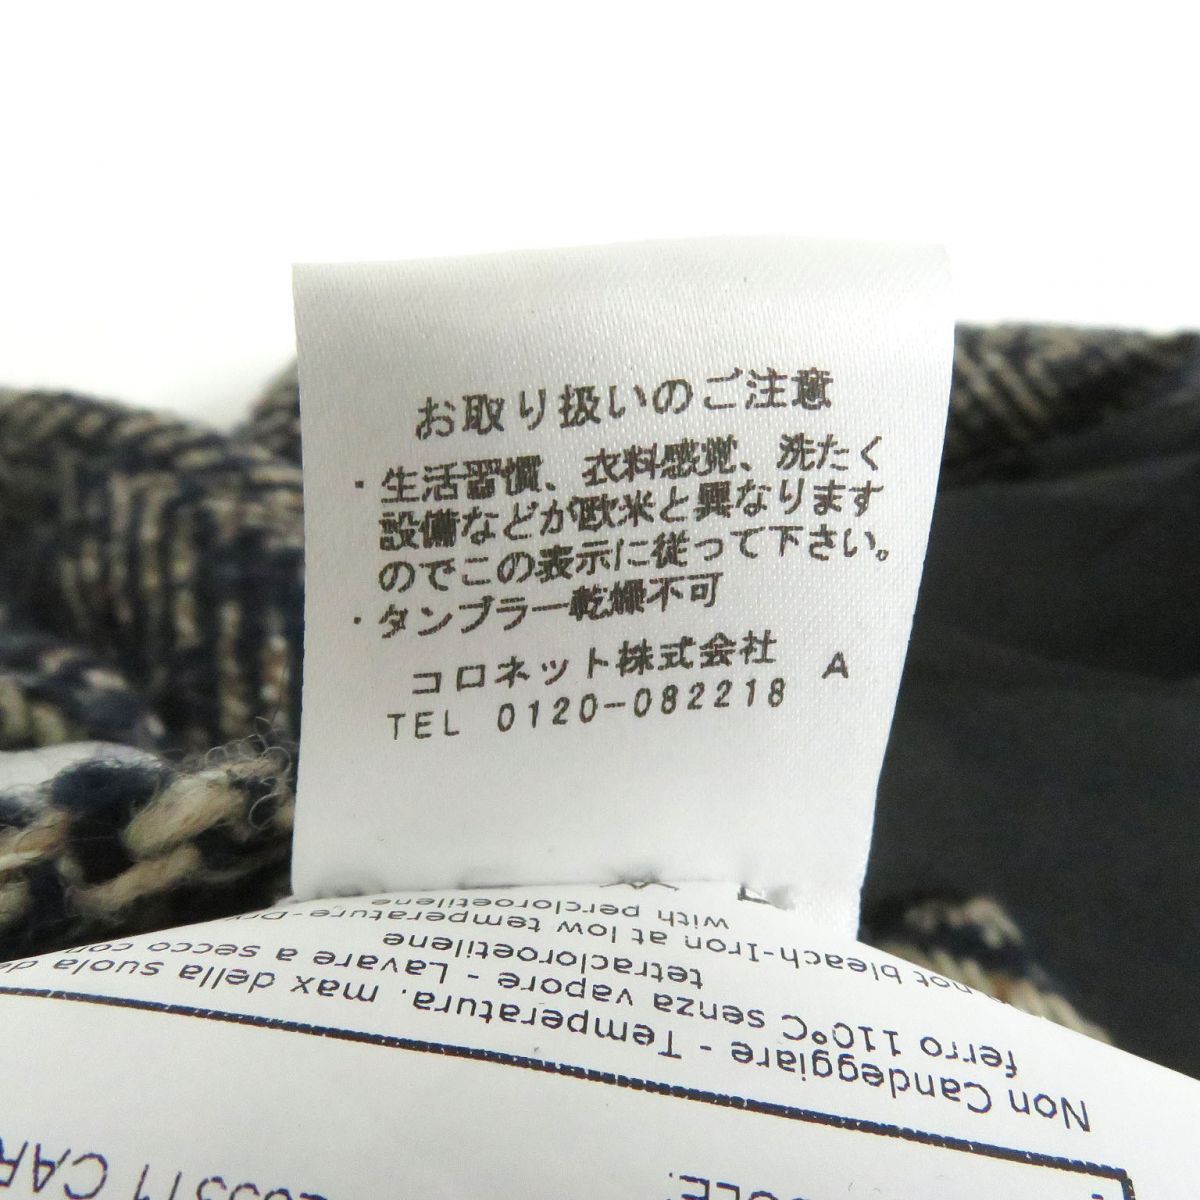 お取り扱いのご注意
・生活習慣、衣料感覚、洗たく
設備などが欧米と異なります
のでこの表示に従って下さい。
・タンブラー乾燥不可
コロネット株式会社 A
TEL 0120-082218
Non Candeggiare - Temperatura. max della suola
ferro 110°C senza vapore - Lavare a secco
tetracloroetilene
not bleach-Iron at low temperature-Dry
with percloroetilene